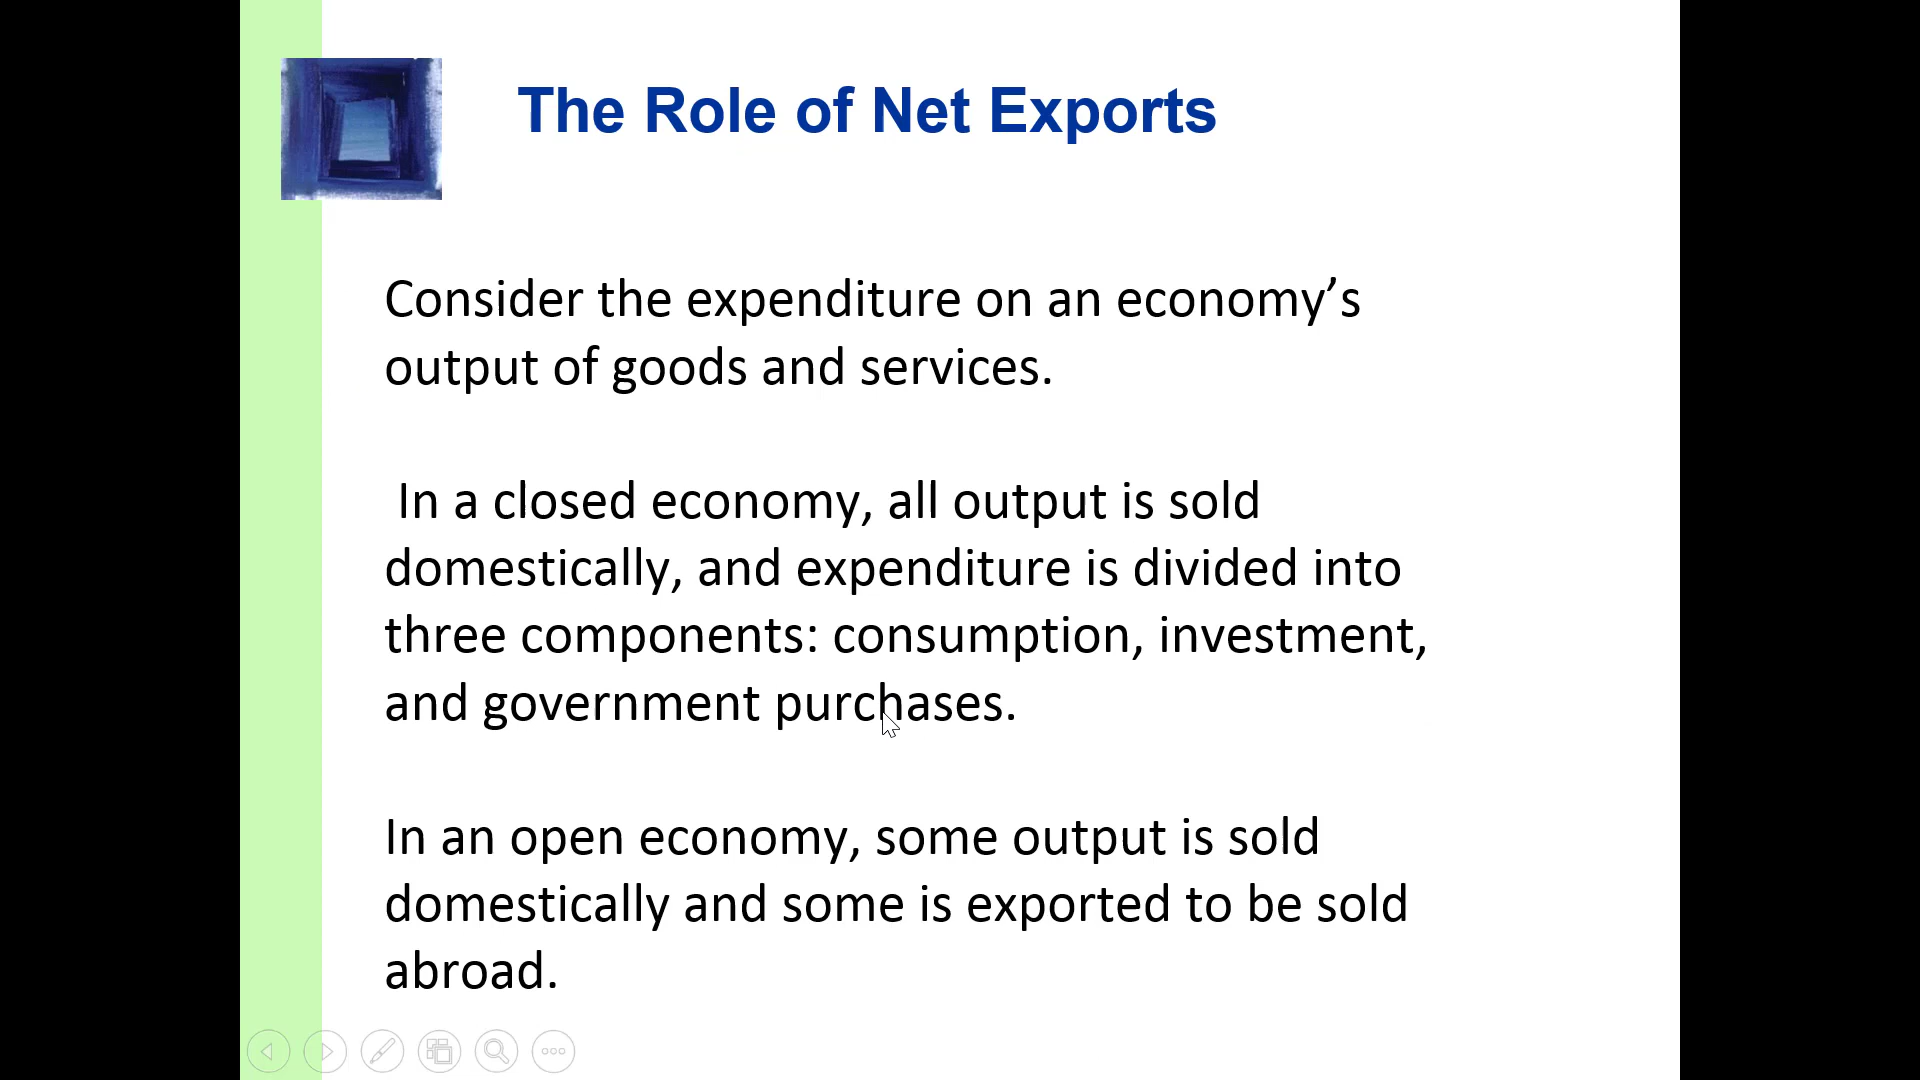 The Role of Net Exports
Consider the expenditure on an economy’s
output of goods and services.
In a closed economy, all output is sold
domestically, and expenditure is divided into
three components: consumption, investment,
and government purchases.
In an open economy, some output is sold
domestically and some is exported to be sold
abroad.